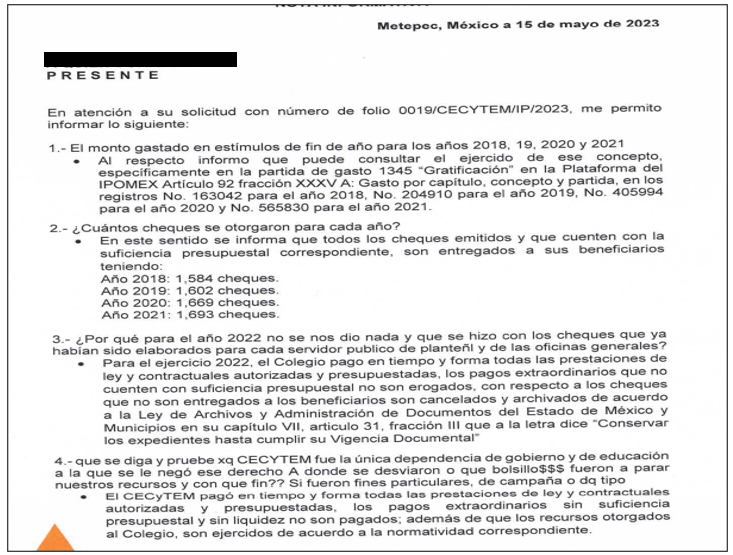 NOTA INFORMATIVA
Metepec, México a 15 de mayo de 2023
P R E S E N T E
En atención a su solicitud con número de folio 0019/CECYTEM/IP/2023, me permito
informar lo siguiente:
1.- El monto gastado en estímulos de fin de año para los años 2018, 19, 2020 y 2021
• Al respecto informo que puede consultar el ejercido de ese concepto,
específicamente en la partida de gasto 1345 "Gratificación" en la Plataforma del
IPOMEX Artículo 92 fracción XXXV A: Gasto por capítulo, concepto y partida, en los
registros No. 163042 para el año 2018, No. 204910 para el año 2019, No. 405994
para el año 2020 y No. 565830 para el año 2021.
2.- ¿Cuántos cheques se otorgaron para cada año?
• En este sentido se informa que todos los cheques emitidos y que cuenten con la
suficiencia presupuestal correspondiente, son entregados a sus beneficiarios
teniendo:
Año 2018: 1,584 cheques.
Año 2019: 1,602 cheques.
Año 2020: 1,669 cheques.
Año 2021: 1,693 cheques.
3.- ¿Por qué para el año 2022 no se nos dio nada y que se hizo con los cheques que ya
habían sido elaborados para cada servidor publico de planteñl y de las oficinas generales?
• Para el ejercicio 2022, el Colegio pago en tiempo y forma todas las prestaciones de
ley y contractuales autorizadas y presupuestadas, los pagos extraordinarios que no
cuenten con suficiencia presupuestal no son erogados, con respecto a los cheques
que no son entregados a los beneficiarios son cancelados y archivados de acuerdo
a la Ley de Archivos y Administración de Documentos del Estado de México y
Municipios en su capítulo VII, articulo 31, fracción III que a la letra dice "Conservar
los expedientes hasta cumplir su Vigencia Documental"
4.- que se diga y pruebe xq CECYTEM fue la única dependencia de gobierno y de educación
a la que se le negó ese derecho A donde se desviaron o que bolsillo$$$ fueron a parar
nuestros recursos y con que fin?? Si fueron fines particulares, de campaña o dq tipo
• El CECyTEM pagó en tiempo y forma todas las prestaciones de ley y contractuales
autorizadas y presupuestadas, los pagos extraordinarios sin suficiencia
presupuestal y sin liquidez no son pagados; además de que los recursos otorgados
al Colegio, son ejercidos de acuerdo a la normatividad correspondiente.